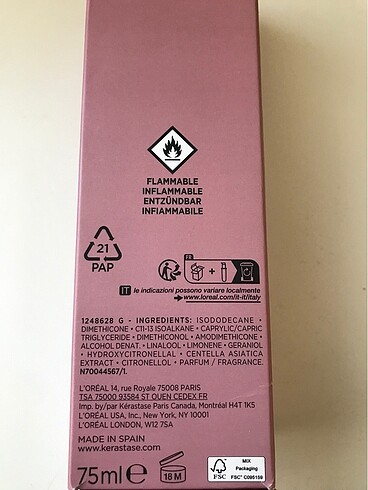 FLAMMABLE
INFLAMMABLE
ENTZÜNDBAR
INFIAMMABILE
21
PAP
FR
+
IT le indicazioni possono variare localmente
www.loreal.com/it-it/italy
1248628 G • INGREDIENTS: ISODODECANE •
DIMETHICONE • C11-13 ISOALKANE • CAPRYLIC/CAPRIC
TRIGLYCERIDE • DIMETHICONOL • AMODIMETHICONE •
ALCOHOL DENAT. • LINALOOL • LIMONENE • GERANIOL
• HYDROXYCITRONELLAL • CENTELLA ASIATICA
EXTRACT • CITRONELLOL • PARFUM / FRAGRANCE.
N70044567/1.
L'ORÉAL 14, rue Royale 75008 PARIS
TSA 75000 93584 ST OUEN CEDEX FR
Imp. by/par Kérastase Paris Canada, Montréal H4T 1K5
L'ORÉAL USA, Inc., New York, NY 10001
L'ORÉAL LONDON, W12 7SA
MADE IN SPAIN
www.kerastase.com
75ml e 18 M
FSC
MIX
Packaging
FSC® C095159